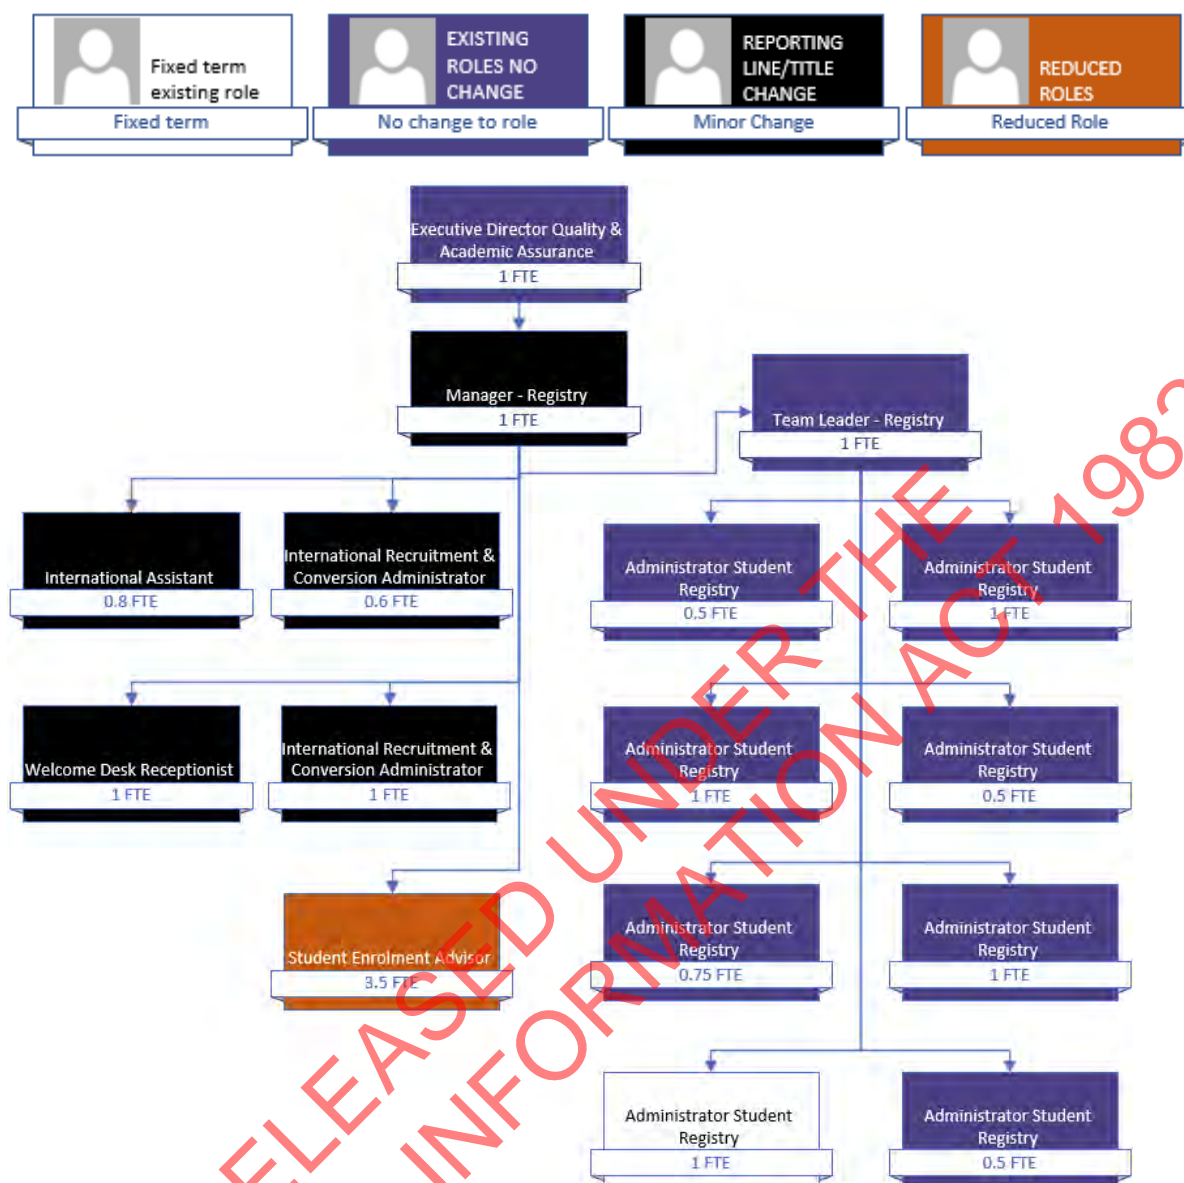 Fixed term
existing role
Fixed term
EXISTING
ROLES NO
CHANGE
No change to role
REPORTING
LINE/TITLE
CHANGE
Minor Change
REDUCED
ROLES
Reduced Role
Executive Director Quality &
Academic Assurance
1 FTE
Manager - Registry
1 FTE
Team Leader - Registry
1 FTE
International Assistant
0.8 FTE
International Recruitment &
Conversion Administrator
0.6 FTE
Administrator Student
Registry
0.5 FTE
Administrator Student
Registry
1 FTE
Welcome Desk Receptionist
1 FTE
International Recruitment &
Conversion Administrator
1 FTE
Administrator Student
Registry
1 FTE
Administrator Student
Registry
0.5 FTE
Student Enrolment Advisor
3.5 FTE
Administrator Student
Registry
0.75 FTE
Administrator Student
Registry
1 FTE
Administrator Student
Registry
1 FTE
Administrator Student
Registry
0.5 FTE
ELEASED UNDER THE
INFORMATION ACT 1982